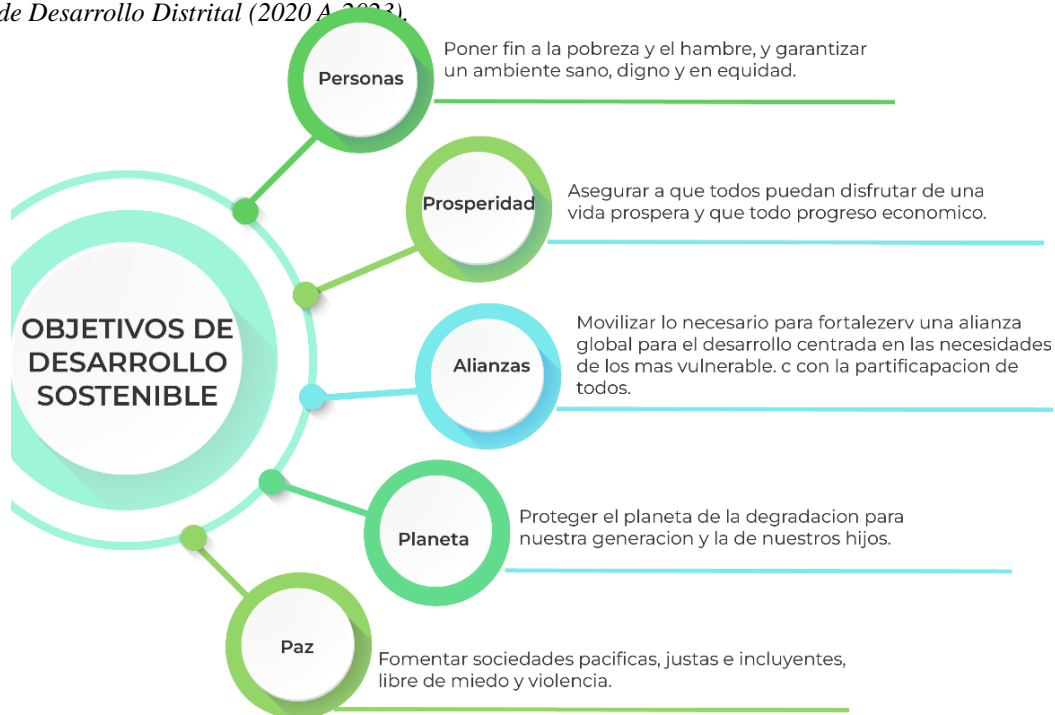 de Desarrollo Distrital (2020 A 2023).
Personas
Poner fin a la pobreza y el hambre, y garantizar
un ambiente sano, digno y en equidad.
Prosperidad
Asegurar a que todos puedan disfrutar de una
vida prospera y que todo progreso economico.
OBJETIVOS DE
DESARROLLO
SOSTENIBLE
Alianzas
Movilizar lo necesario para fortalezerv una alianza
global para el desarrollo centrada en las necesidades
de los mas vulnerable. c con la partificapacion de
todos.
Planeta
Proteger el planeta de la degradacion para
nuestra generacion y la de nuestros hijos.
Paz
Fomentar sociedades pacificas, justas e incluyentes,
libre de miedo y violencia.